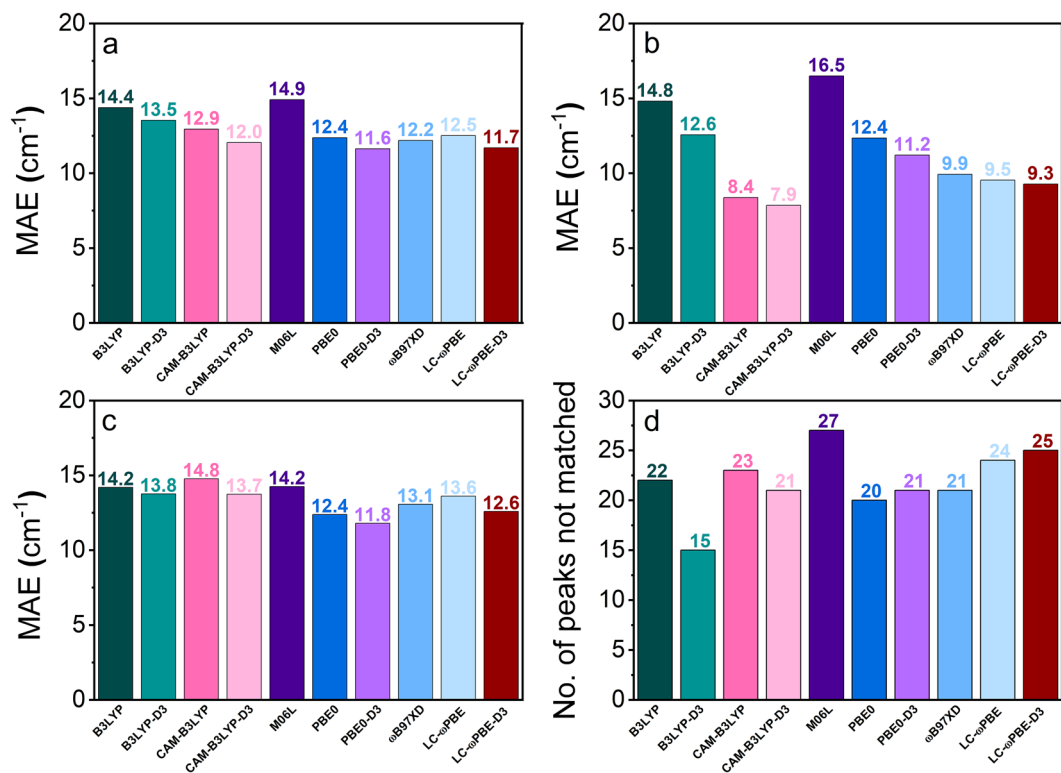 a
MAE (cm⁻¹)
20
15
10
5
0
14.4
13.5
12.9
12.0
14.9
12.4
11.6
12.2
12.5
11.7
B3LYP
B3LYP-D3
CAM-B3LYP
CAM-B3LYP-D3
M06L
PBE0
PBE0-D3
ωB97XD
LC-ωPBE
LC-ωPBE-D3
b
MAE (cm⁻¹)
20
15
10
5
0
14.8
12.6
8.4
7.9
16.5
12.4
11.2
9.9
9.5
9.3
B3LYP
B3LYP-D3
CAM-B3LYP
CAM-B3LYP-D3
M06L
PBE0
PBE0-D3
ωB97XD
LC-ωPBE
LC-ωPBE-D3
c
MAE (cm⁻¹)
20
15
10
5
0
14.2
13.8
14.8
13.7
14.2
12.4
11.8
13.1
13.6
12.6
B3LYP
B3LYP-D3
CAM-B3LYP
CAM-B3LYP-D3
M06L
PBE0
PBE0-D3
ωB97XD
LC-ωPBE
LC-ωPBE-D3
d
No. of peaks not matched
30
25
20
15
10
5
0
22
15
23
21
27
20
21
21
24
25
B3LYP
B3LYP-D3
CAM-B3LYP
CAM-B3LYP-D3
M06L
PBE0
PBE0-D3
ωB97XD
LC-ωPBE
LC-ωPBE-D3